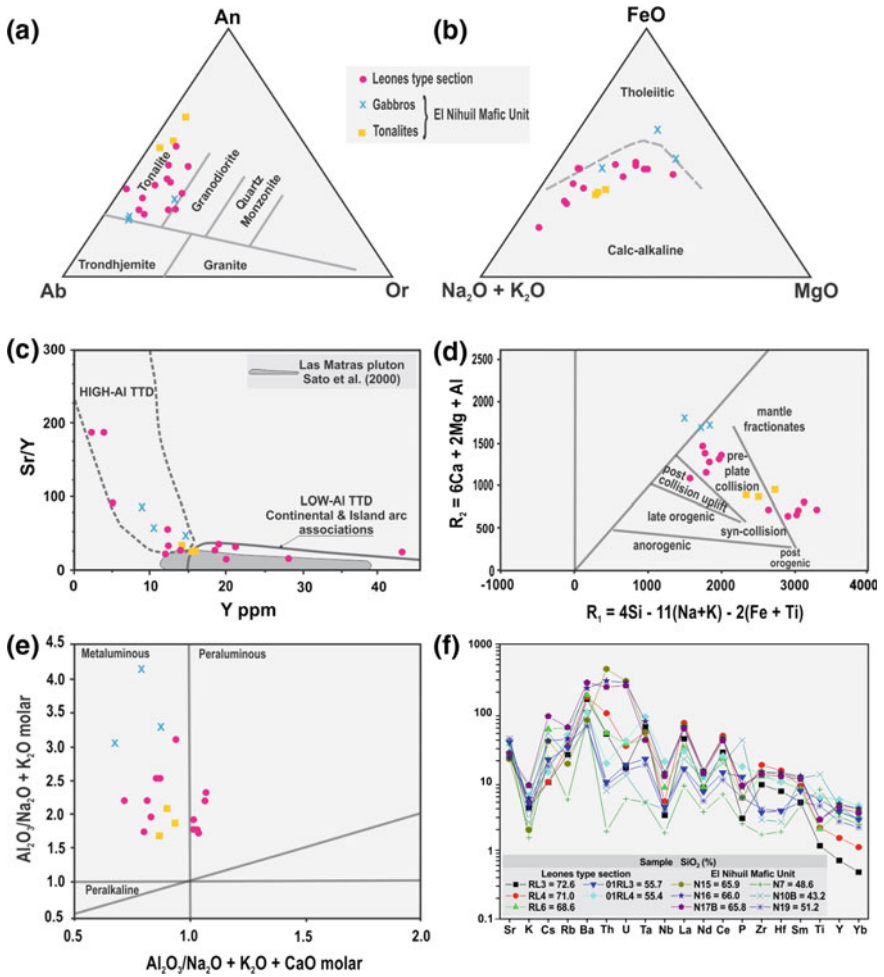 (a)
An
Tonalite
Granodiorite
Quartz
Monzonite
Trondhjemite
Granite
Ab
Or
Leones type section
Gabbros
Tonalites
El Nihuil Mafic Unit
(b)
FeO
Tholeiitic
Calc-alkaline
Na₂O + K₂O
MgO
(c)
300
200
100
50
0
Sr/Y
HIGH-Al TTD
Las Matras pluton
Sato et al. (2000)
LOW-Al TTD
Continental & Island arc
associations
0
10
20
30
40
Y ppm
(d)
2500
2000
1500
1000
500
0
R₂ = 6Ca + 2Mg + Al
mantle
fractionates
pre-
plate
collision
post
collision uplift
late orogenic
syn-collision
anorogenic
post
orogenic
-1000
0
1000
2000
3000
4000
R₁ = 4Si - 11(Na+K) - 2(Fe + Ti)
(e)
4.5
4.0
3.5
3.0
2.5
2.0
1.5
1.0
0.5
Al₂O₃/Na₂O + K₂O molar
Metaluminous
Peraluminous
Peralkaline
0.5
1.0
1.5
2.0
Al₂O₃/Na₂O + K₂O + CaO molar
(f)
1000
100
10
1
0.1
Sample SiO₂ (%)
Leones type section
El Nihuil Mafic Unit
RL3 = 72.6
01RL3 = 55.7
N15 = 65.9
N7 = 48.6
RL4 = 71.0
01RL4 = 55.4
N16 = 66.0
N10B = 43.2
RL6 = 68.6
N17B = 65.8
N19 = 51.2
Sr K Cs Rb Ba Th U Ta Nb La Nd Ce P Zr Hf Sm Ti Y Yb